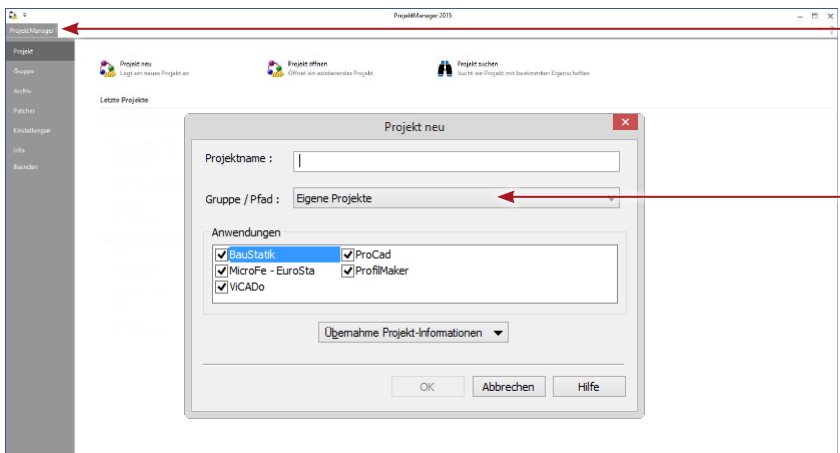 ProjektManager 2015
ProjektManager
Projekt
Gruppe
Archiv
Patches
Einstellungen
Info
Beenden
Projekt neu
Legt ein neues Projekt an
Projekt öffnen
Öffnet ein existierendes Projekt
Projekt suchen
Sucht ein Projekt mit bestimmten Eigenschaften
Letzte Projekte
Projekt neu
Projektname :
Gruppe / Pfad :
Eigene Projekte
Anwendungen
BauStatik
ProCad
MicroFe - EuroSta
ProfilMaker
ViCADo
Übernahme Projekt-Informationen
OK
Abbrechen
Hilfe